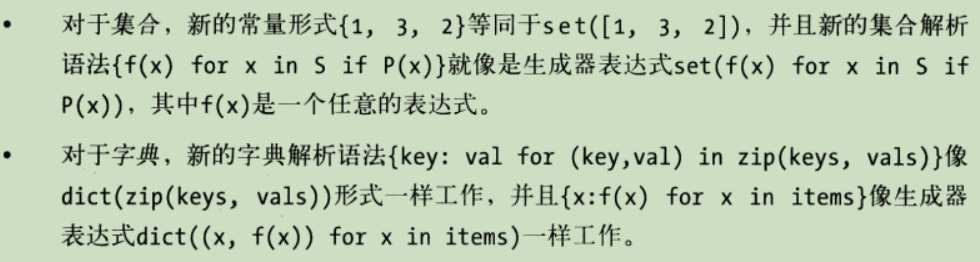 • 对于集合，新的常量形式{1, 3, 2}等同于set([1, 3, 2])，并且新的集合解析
语法{f(x) for x in S if P(x)}就像是生成器表达式set(f(x) for x in S if
P(x))，其中f(x)是一个任意的表达式。
• 对于字典，新的字典解析语法{key: val for (key,val) in zip(keys, vals)}像
dict(zip(keys, vals))形式一样工作，并且{x:f(x) for x in items}像生成器
表达式dict((x, f(x)) for x in items)一样工作。